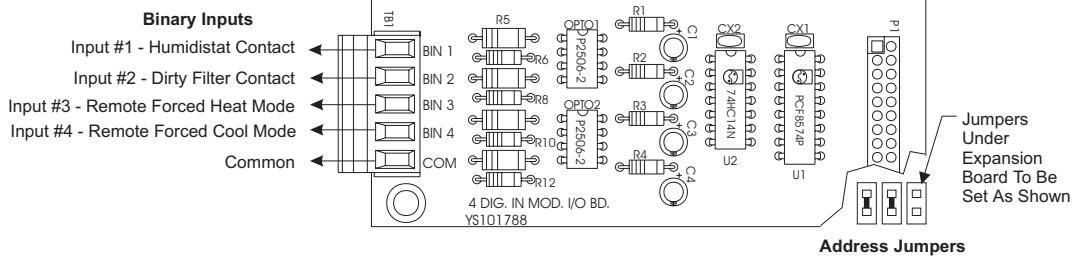 Binary Inputs
Input #1 - Humidistat Contact
Input #2 - Dirty Filter Contact
Input #3 - Remote Forced Heat Mode
Input #4 - Remote Forced Cool Mode
Common
TB1
BIN 1
BIN 2
BIN 3
BIN 4
COM
R5
R6
R8
R10
R12
OPTO1
P2506-2
OPTO2
P2506-2
R1
R2
R3
R4
+
C1
+
C2
+
C3
+
C4
CX2
74HC14N
U2
CX1
PCF8574P
U1
P1
4 DIG. IN MOD. I/O BD.
YS101788
Jumpers
Under
Expansion
Board To Be
Set As Shown
Address Jumpers